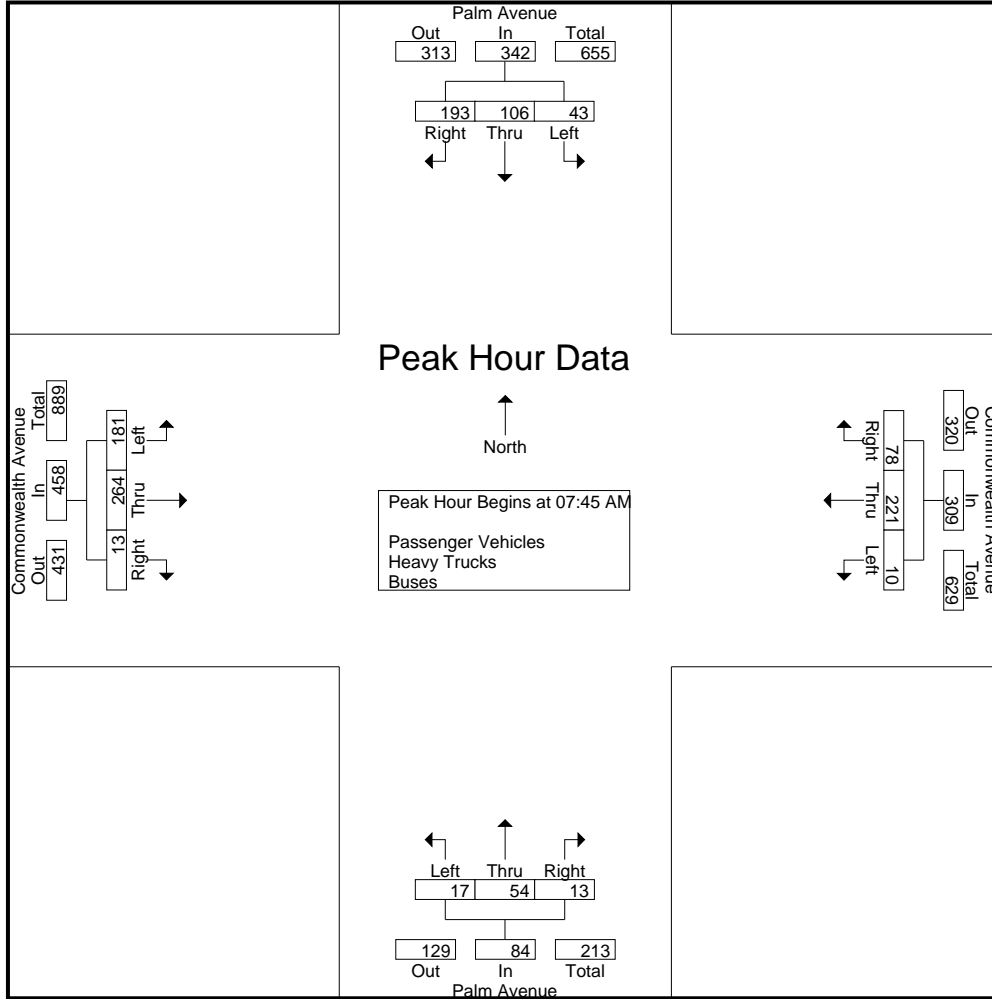 Palm Avenue
Out In Total
313 342 655
193 106 43
Right Thru Left
Peak Hour Data
North
Peak Hour Begins at 07:45 AM
Passenger Vehicles
Heavy Trucks
Buses
Commonwealth Avenue
Total In Out
889 458 431
181 264 13
Left Thru Right
Right Thru Left
78 221 10
320 309 629
Out In Total
Commonwealth Avenue
Left Thru Right
17 54 13
129 84 213
Out In Total
Palm Avenue